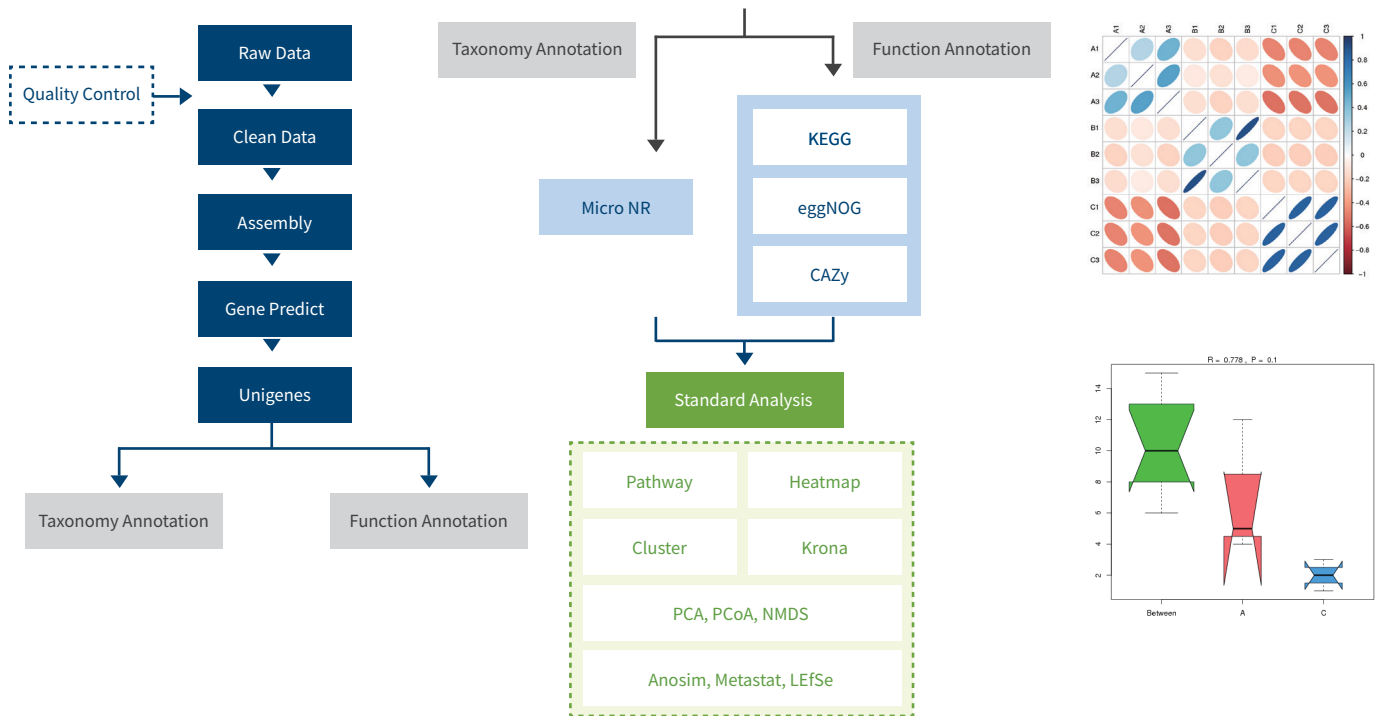 Raw Data
Quality Control
Clean Data
Assembly
Gene Predict
Unigenes
Taxonomy Annotation
Function Annotation
Taxonomy Annotation
Function Annotation
KEGG
Micro NR
eggNOG
CAZy
Standard Analysis
Pathway
Heatmap
Cluster
Krona
PCA, PCoA, NMDS
Anosim, Metastat, LEfSe
A1 A2 A3 B1 B2 B3 C1 C2 C3
A1
A2
A3
B1
B2
B3
C1
C2
C3
1
0.8
0.6
0.4
0.2
0
−0.2
−0.4
−0.6
−0.8
−1
R = 0.778 , P = 0.1
14
12
10
8
6
4
2
Between A C